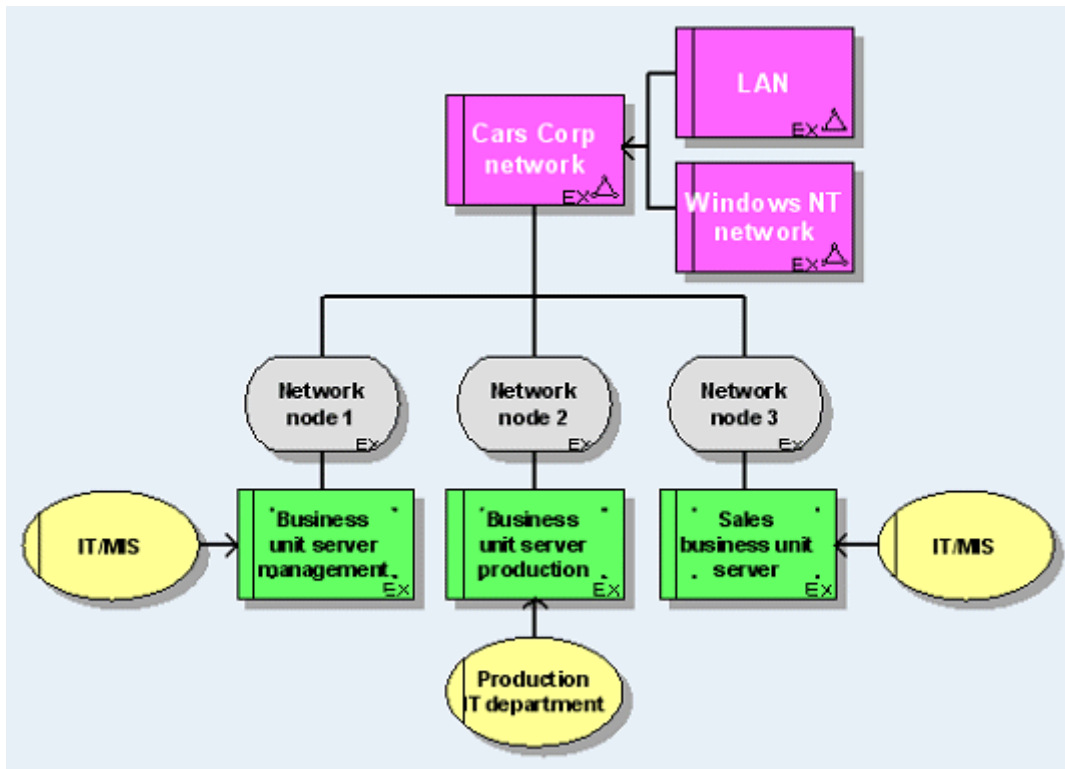 LAN
EX
Cars Corp
network
EX
Windows NT
network
EX
Network
node 1
EX
Network
node 2
EX
Network
node 3
EX
IT/MIS
Business
unit server
management
EX
Business
unit server
production
EX
Sales
business unit
server
EX
IT/MIS
Production
IT department